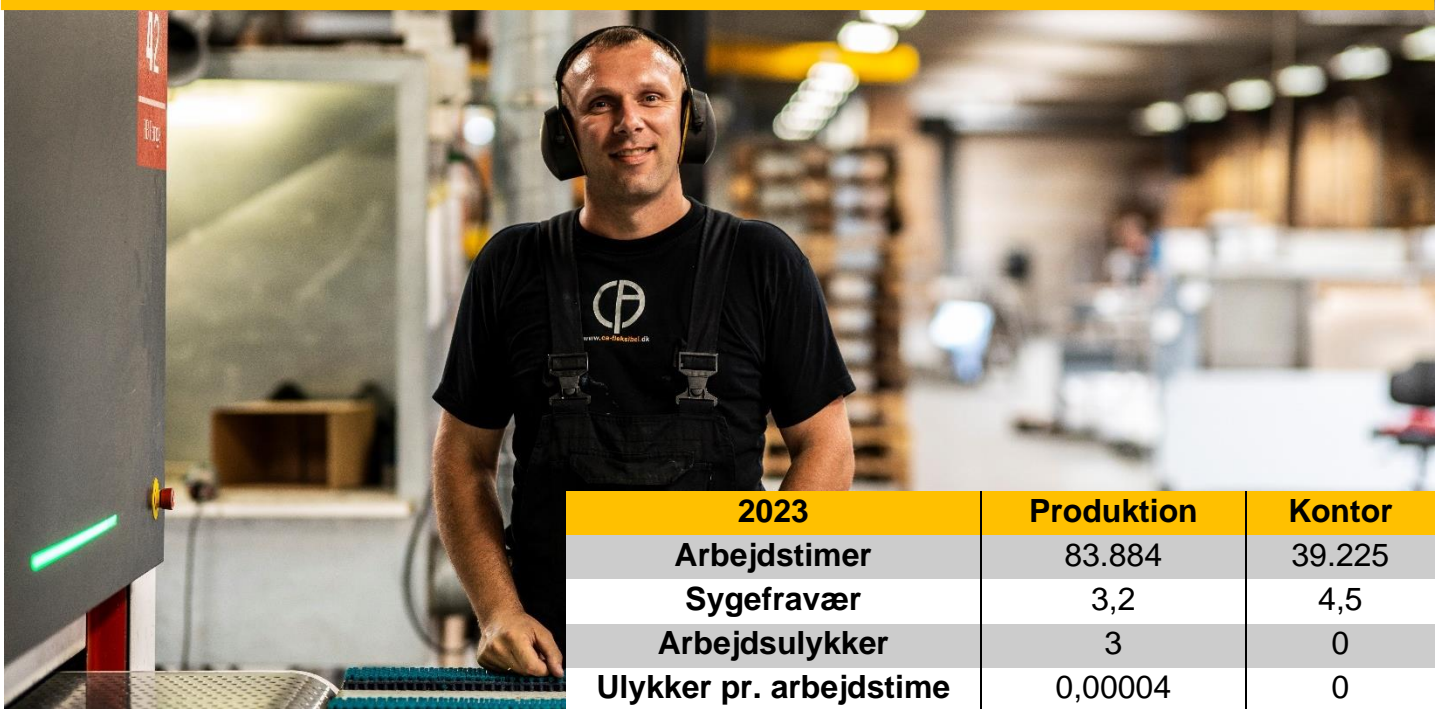 42
www.ca-fleksibel.dk
2023 Produktion Kontor
Arbejdstimer 83.884 39.225
Sygefravær 3,2 4,5
Arbejdsulykker 3 0
Ulykker pr. arbejdstime 0,00004 0